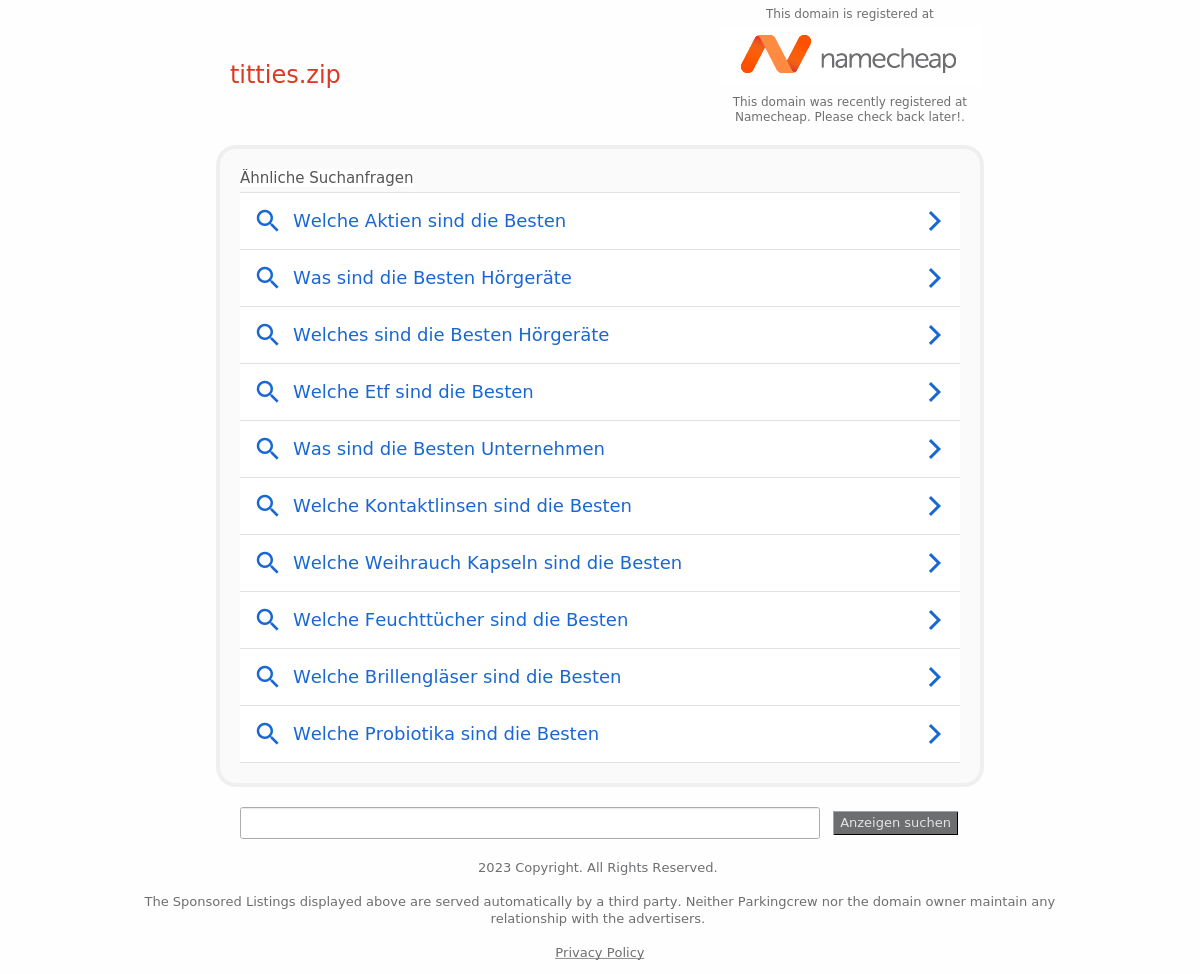 This domain is registered at
namecheap
titties.zip
This domain was recently registered at
Namecheap. Please check back later!.
Ähnliche Suchanfragen
Welche Aktien sind die Besten
Was sind die Besten Hörgeräte
Welches sind die Besten Hörgeräte
Welche Etf sind die Besten
Was sind die Besten Unternehmen
Welche Kontaktlinsen sind die Besten
Welche Weihrauch Kapseln sind die Besten
Welche Feuchttücher sind die Besten
Welche Brillengläser sind die Besten
Welche Probiotika sind die Besten
Anzeigen suchen
2023 Copyright. All Rights Reserved.
The Sponsored Listings displayed above are served automatically by a third party. Neither Parkingcrew nor the domain owner maintain any
relationship with the advertisers.
Privacy Policy